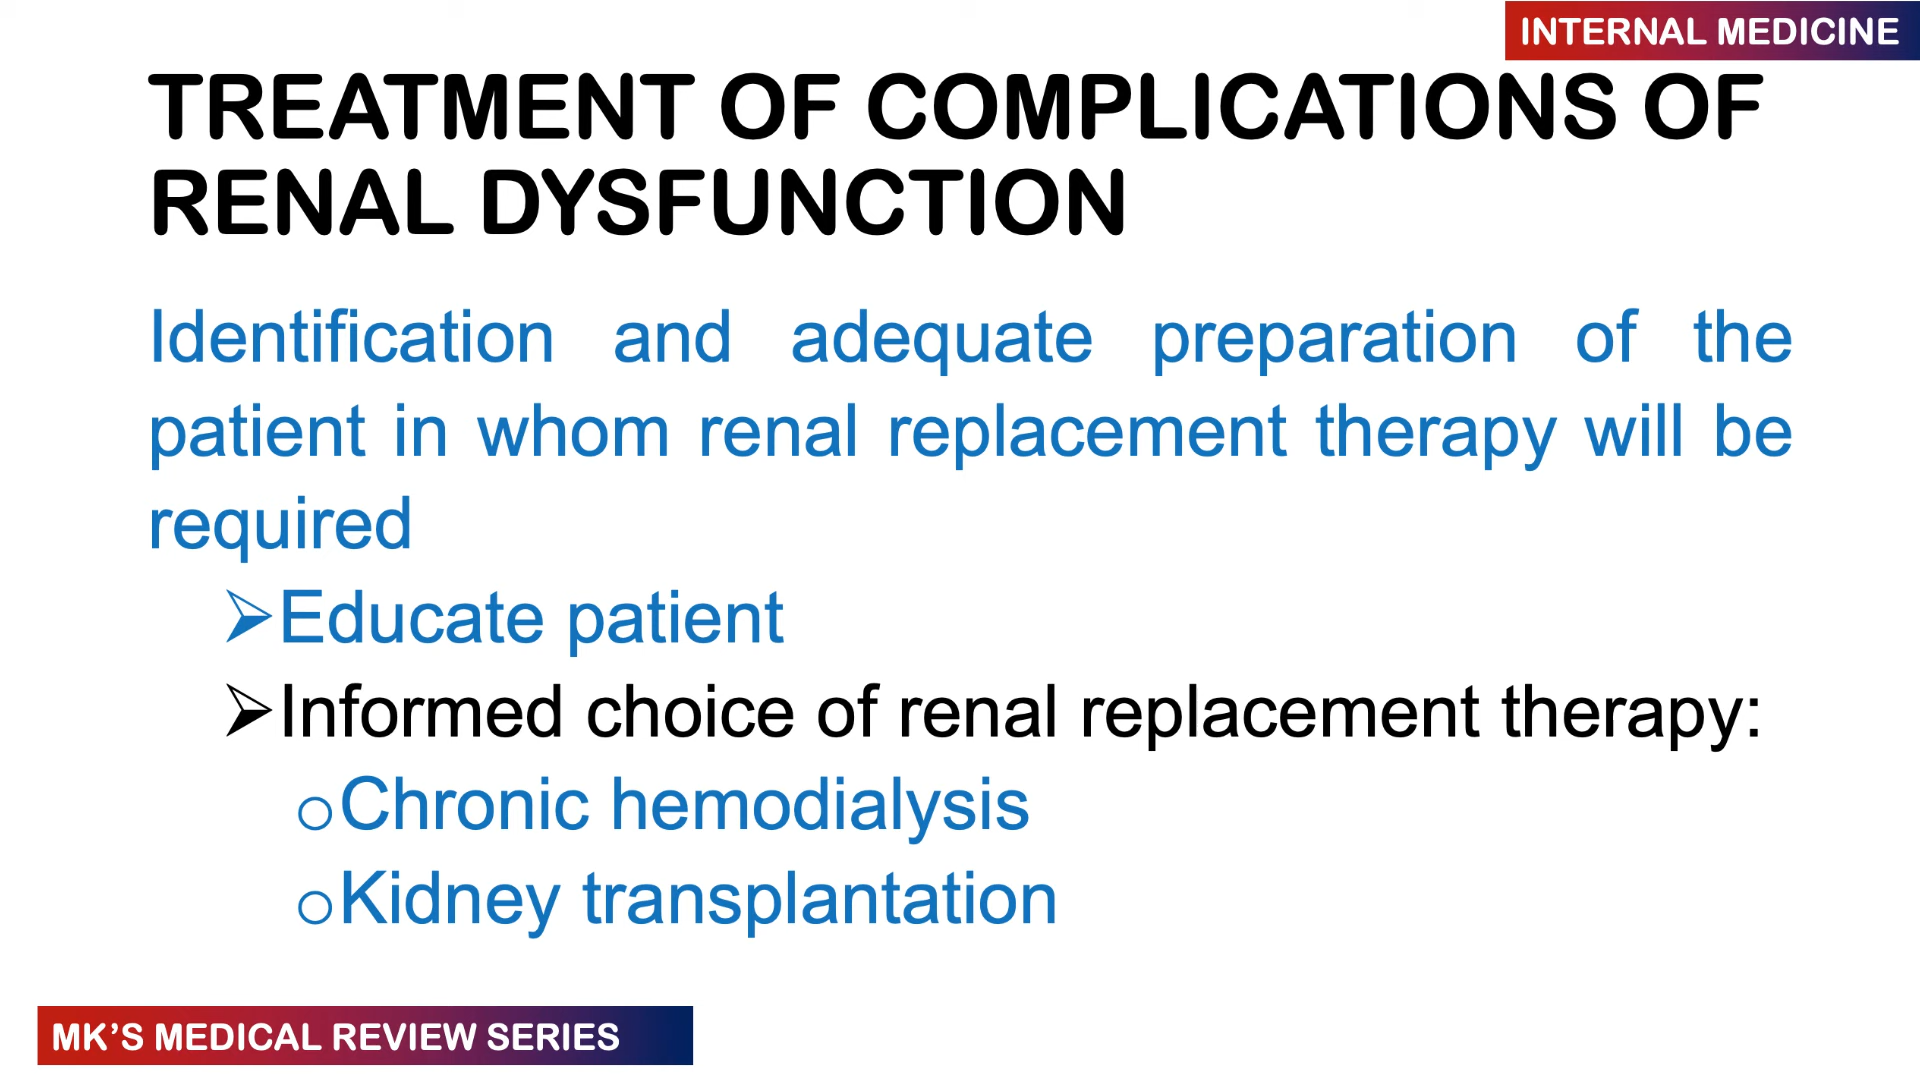 INTERNAL MEDICINE
TREATMENT OF COMPLICATIONS OF
RENAL DYSFUNCTION
Identification and adequate preparation of the
patient in whom renal replacement therapy will be
required
➢Educate patient
➢Informed choice of renal replacement therapy:
oChronic hemodialysis
oKidney transplantation
MK’S MEDICAL REVIEW SERIES